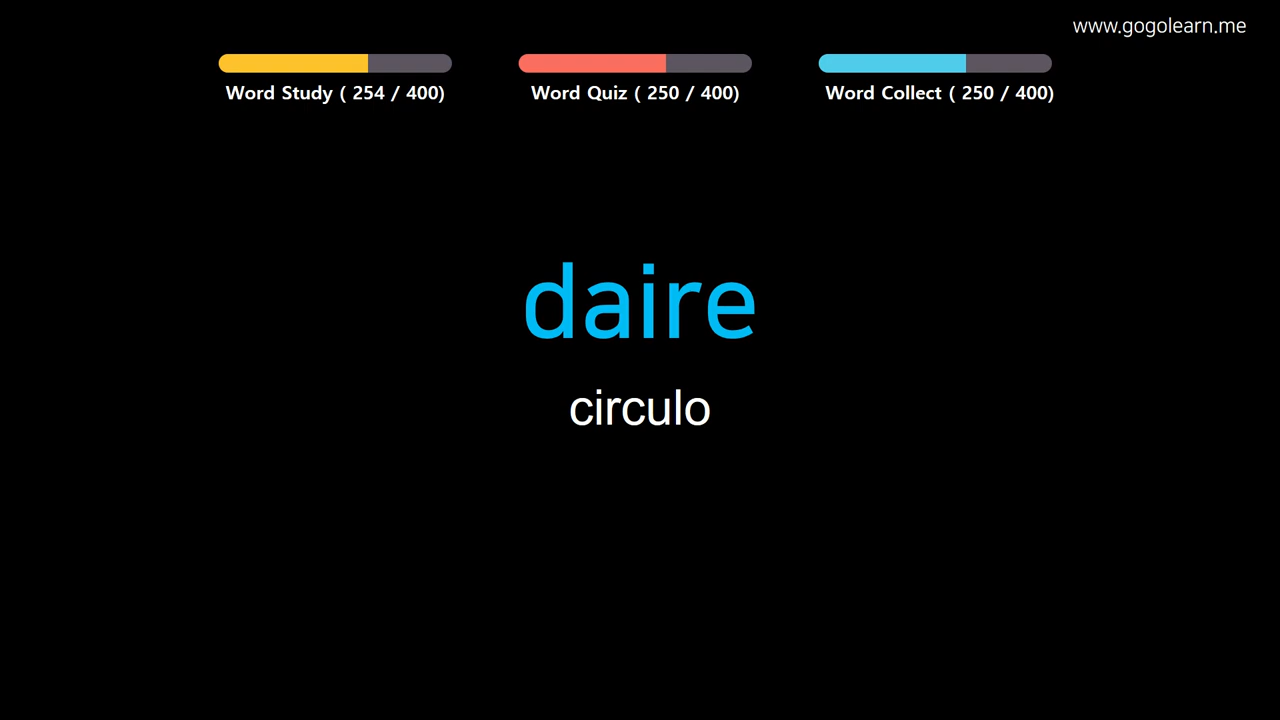 www.gogolearn.me
Word Study ( 254 / 400)
Word Quiz ( 250 / 400)
Word Collect ( 250 / 400)
daire
circulo